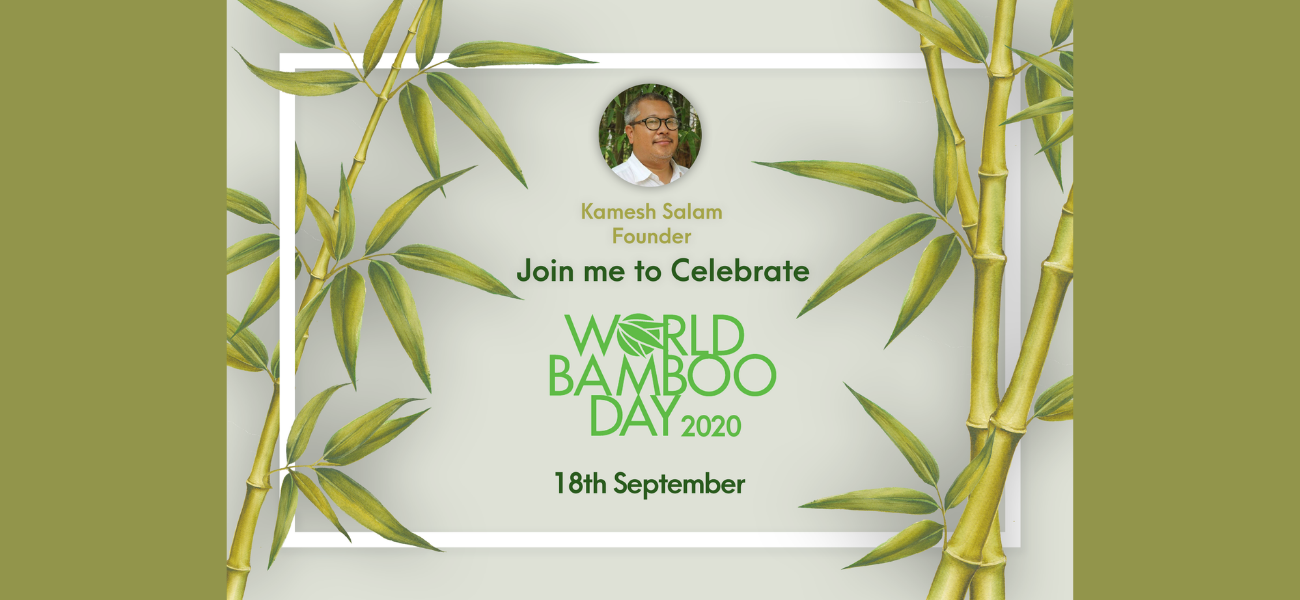 Kamesh Salam
Founder
Join me to Celebrate
WORLD
BAMBOO
DAY 2020
18th September